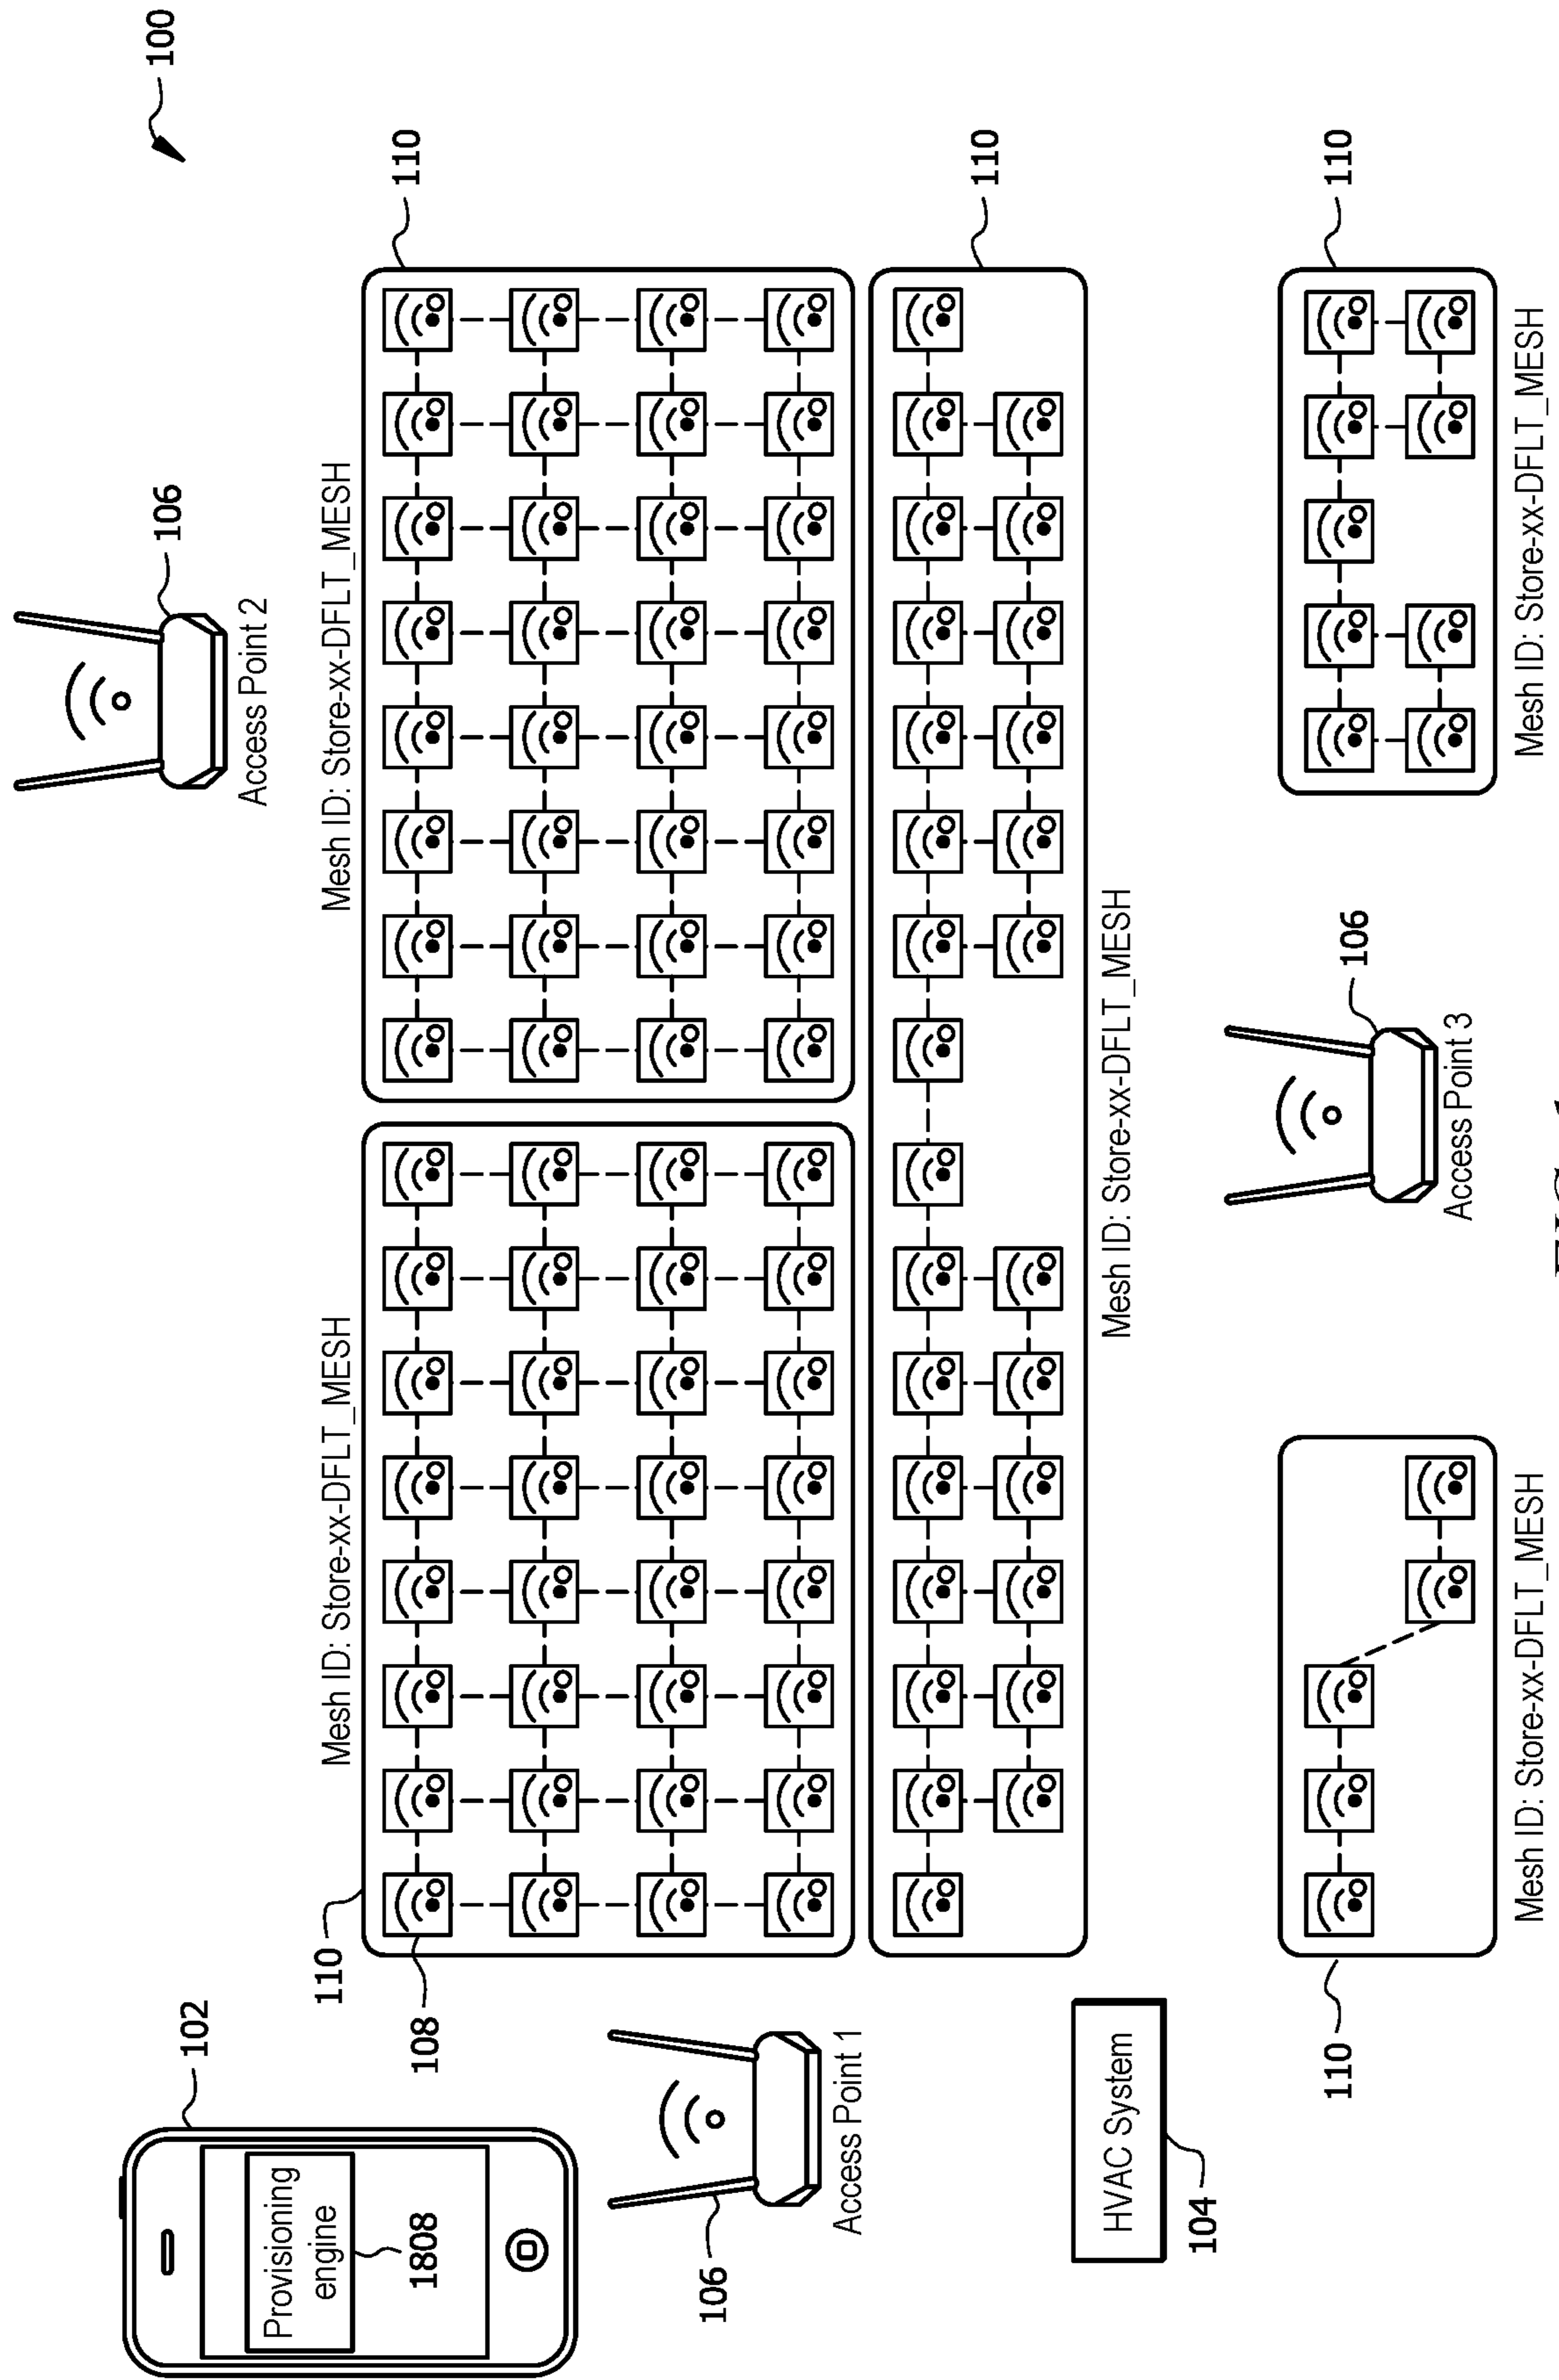 100
102
106
Provisioning
engine
1808
Access Point 2
110
Mesh ID: Store-xx-DFLT_MESH
Mesh ID: Store-xx-DFLT_MESH
110
108
106
Access Point 1
110
HVAC System
104
Mesh ID: Store-xx-DFLT_MESH
110
106
110
Access Point 3
Mesh ID: Store-xx-DFLT_MESH
Mesh ID: Store-xx-DFLT_MESH